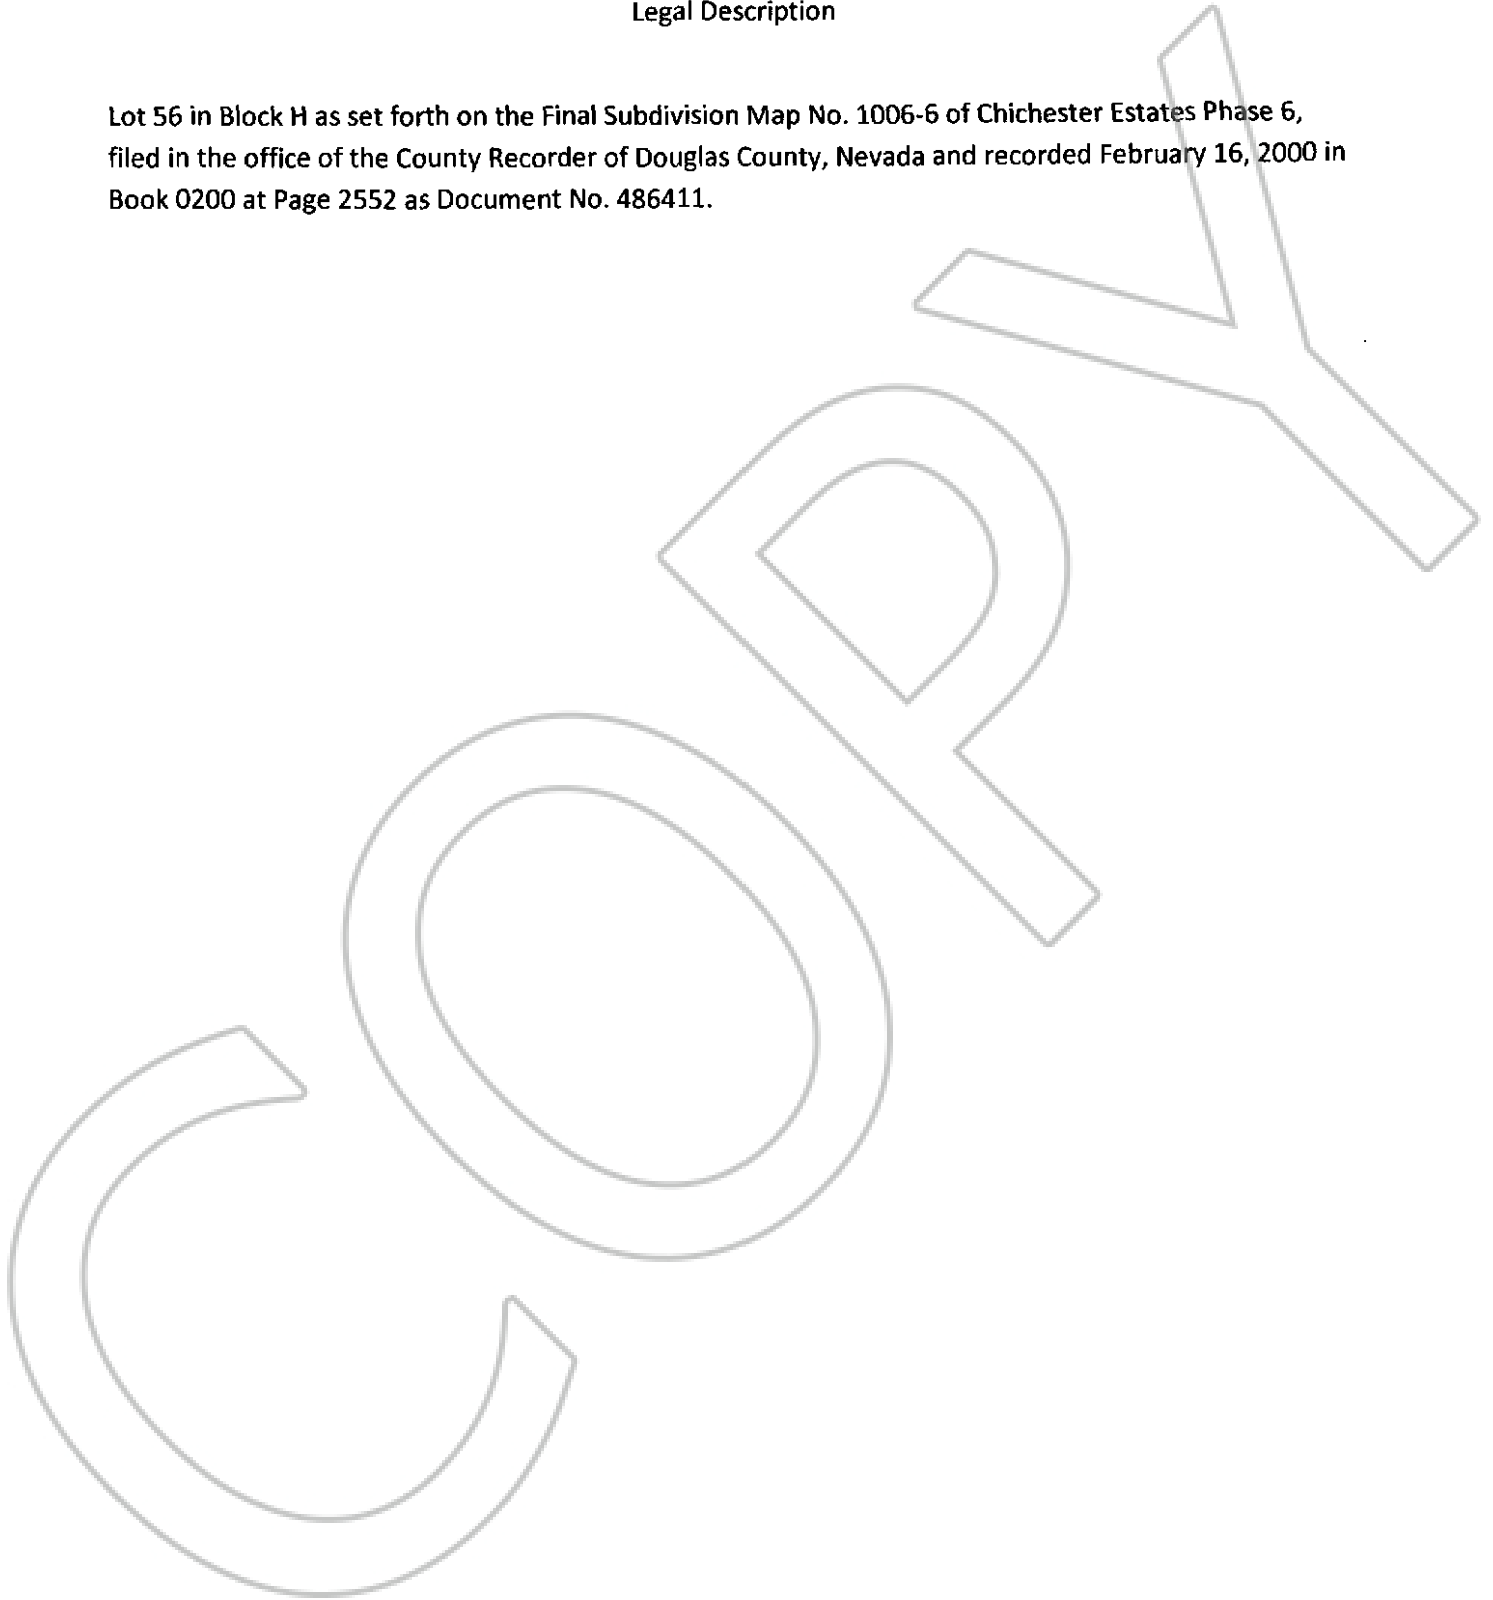 Legal Description
Lot 56 in Block H as set forth on the Final Subdivision Map No. 1006-6 of Chichester Estates Phase 6,
filed in the office of the County Recorder of Douglas County, Nevada and recorded February 16, 2000 in
Book 0200 at Page 2552 as Document No. 486411.
COPY